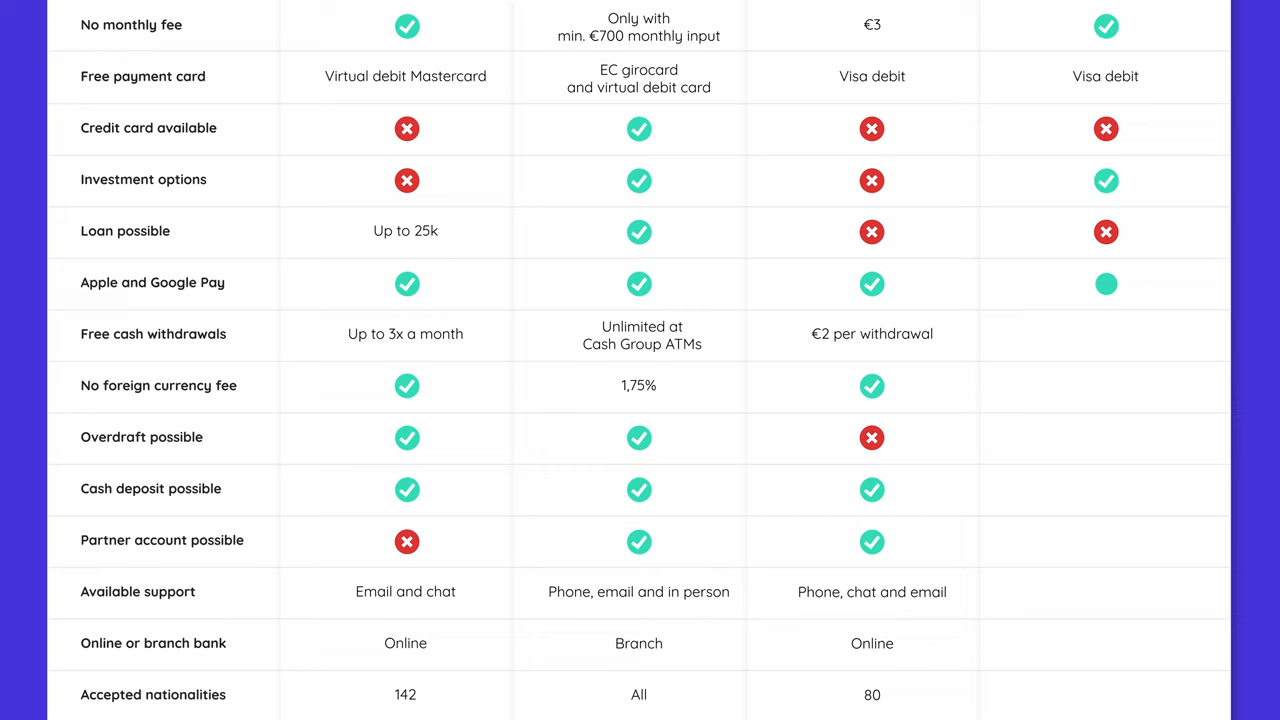 No monthly fee
Only with
min. €700 monthly input
€3
Free payment card
Virtual debit Mastercard
EC girocard
and virtual debit card
Visa debit
Visa debit
Credit card available
Investment options
Loan possible
Up to 25k
Apple and Google Pay
Free cash withdrawals
Up to 3x a month
Unlimited at
Cash Group ATMs
€2 per withdrawal
No foreign currency fee
1,75%
Overdraft possible
Cash deposit possible
Partner account possible
Available support
Email and chat
Phone, email and in person
Phone, chat and email
Online or branch bank
Online
Branch
Online
Accepted nationalities
142
All
80